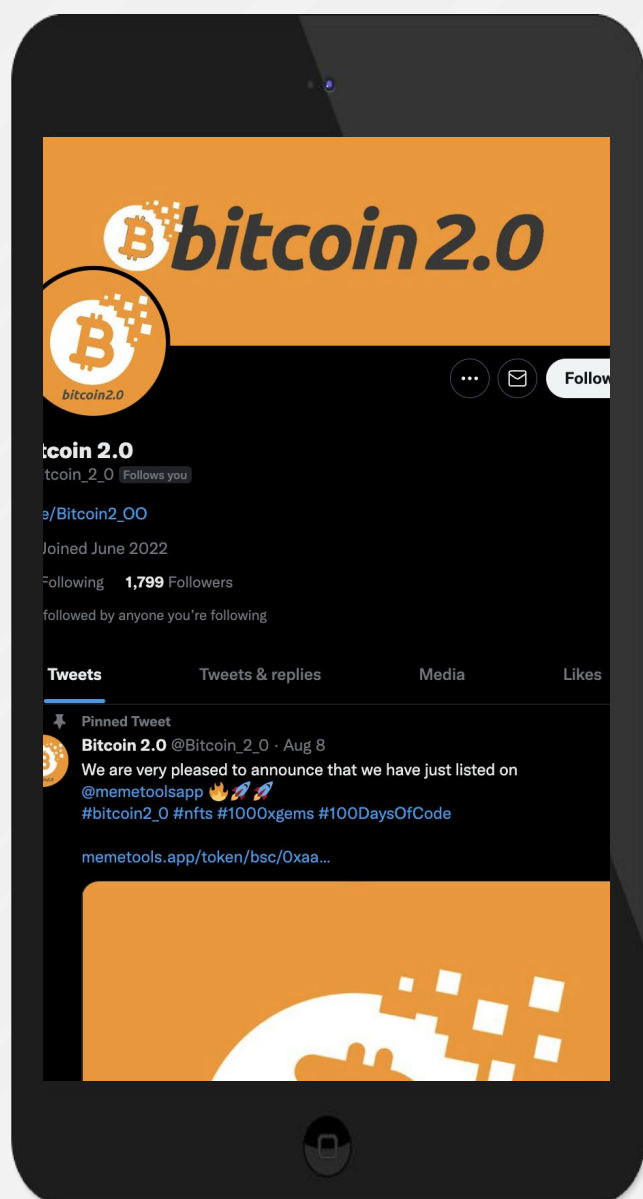 bitcoin 2.0
bitcoin2.0
Follow
tcoin 2.0
tcoin_2_0 Follows you
e/Bitcoin2_OO
Joined June 2022
Following 1,799 Followers
followed by anyone you're following
Tweets Tweets & replies Media Likes
Pinned Tweet
Bitcoin 2.0 @Bitcoin_2_0 · Aug 8
We are very pleased to announce that we have just listed on
@memetoolsapp 🔥🚀🚀
#bitcoin2_0 #nfts #1000xgems #100DaysOfCode
memetools.app/token/bsc/0xaa...